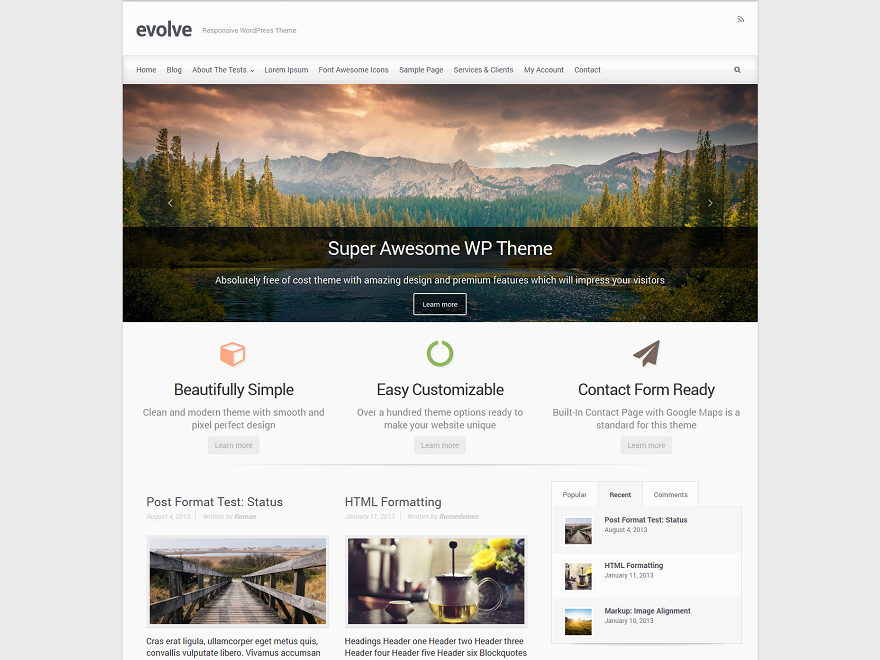 evolve Responsive WordPress Theme
Home Blog About The Tests Lorem Ipsum Font Awesome Icons Sample Page Services & Clients My Account Contact
Super Awesome WP Theme
Absolutely free of cost theme with amazing design and premium features which will impress your visitors
Learn more
Beautifully Simple
Clean and modern theme with smooth and
pixel perfect design
Learn more
Easy Customizable
Over a hundred theme options ready to
make your website unique
Learn more
Contact Form Ready
Built-In Contact Page with Google Maps is a
standard for this theme
Learn more
Post Format Test: Status
August 4, 2013 Written by Roman
Cras erat ligula, ullamcorper eget metus quis,
convallis vulputate libero. Vivamus accumsan
HTML Formatting
January 11, 2013 Written by themedemos
Headings Header one Header two Header three
Header four Header five Header six Blockquotes
Popular Recent Comments
Post Format Test: Status
August 4, 2013
HTML Formatting
January 11, 2013
Markup: Image Alignment
January 10, 2013